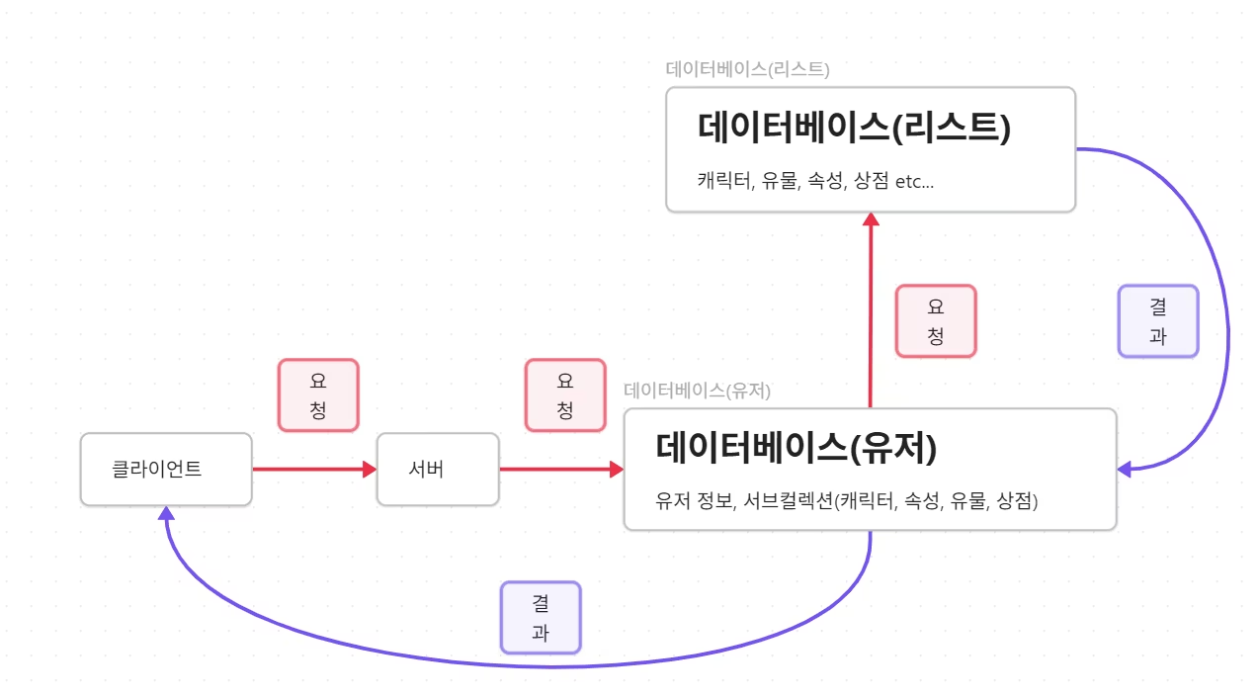 데이터베이스(리스트)
데이터베이스(리스트)
캐릭터, 유물, 속성, 상점 etc...
요
청
결
과
요
청
요
청
데이터베이스(유저)
데이터베이스(유저)
유저 정보, 서브컬렉션(캐릭터, 속성, 유물, 상점)
클라이언트
서버
결
과